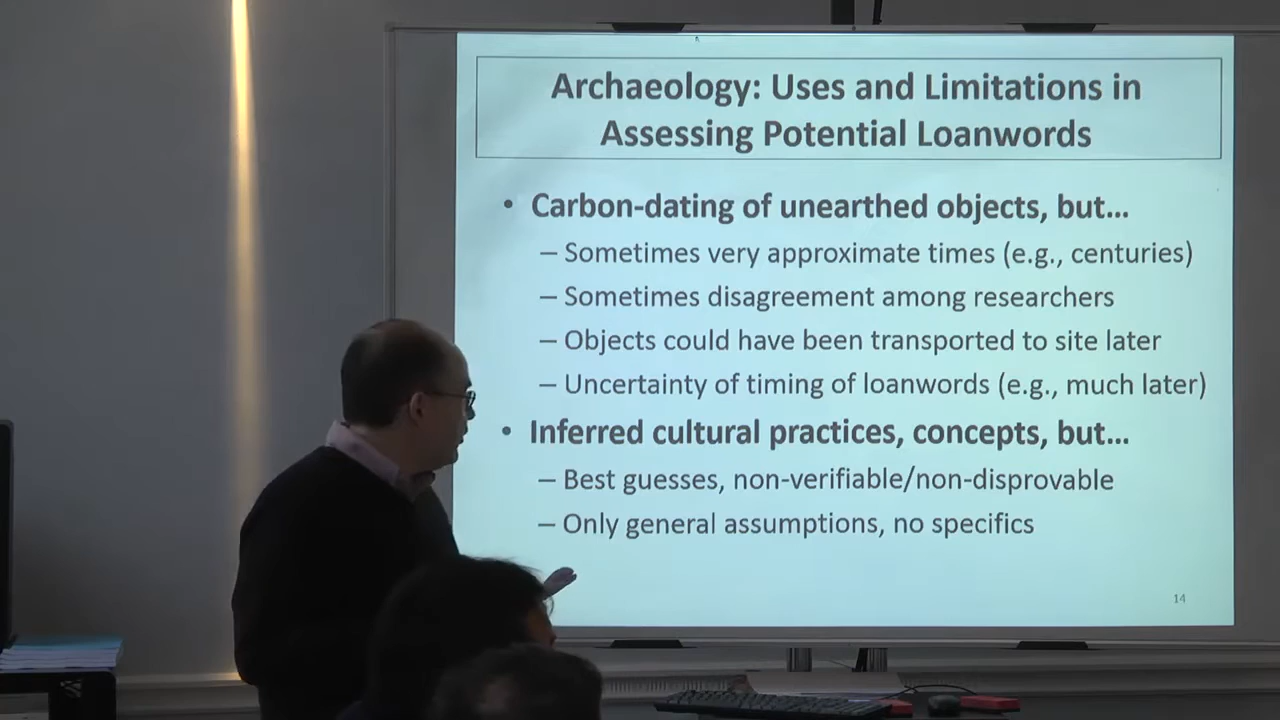 Archaeology: Uses and Limitations in
Assessing Potential Loanwords
• Carbon-dating of unearthed objects, but...
– Sometimes very approximate times (e.g., centuries)
– Sometimes disagreement among researchers
– Objects could have been transported to site later
– Uncertainty of timing of loanwords (e.g., much later)
• Inferred cultural practices, concepts, but...
– Best guesses, non-verifiable/non-disprovable
– Only general assumptions, no specifics
14